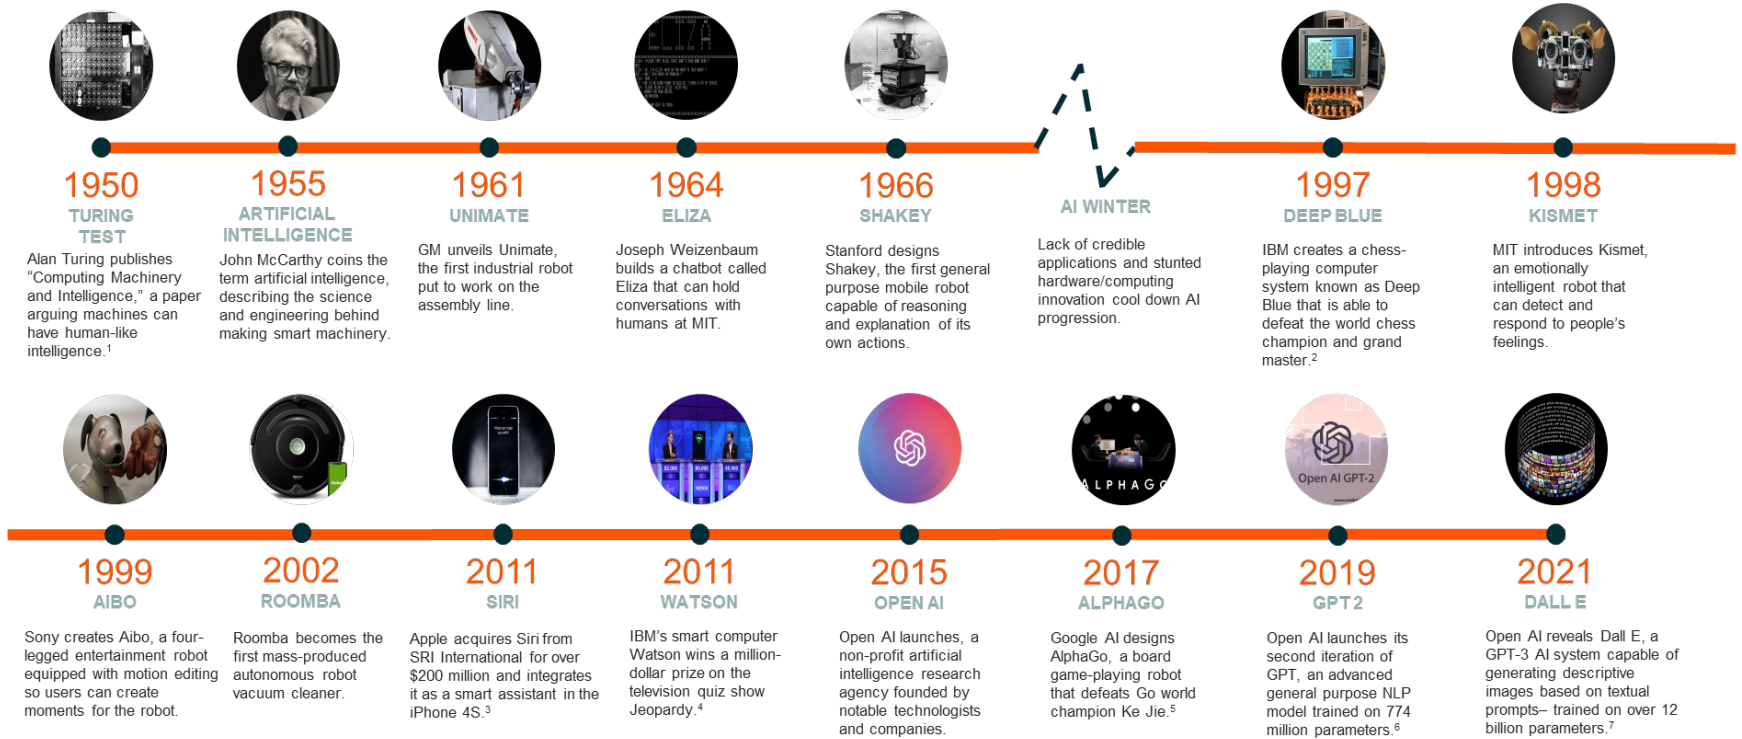 1950
TURING
TEST
Alan Turing publishes
“Computing Machinery
and Intelligence,” a paper
arguing machines can
have human-like
intelligence.1
1955
ARTIFICIAL
INTELLIGENCE
John McCarthy coins the
term artificial intelligence,
describing the science
and engineering behind
making smart machinery.
1961
UNIMATE
GM unveils Unimate,
the first industrial robot
put to work on the
assembly line.
1964
ELIZA
Joseph Weizenbaum
builds a chatbot called
Eliza that can hold
conversations with
humans at MIT.
1966
SHAKEY
Stanford designs
Shakey, the first general
purpose mobile robot
capable of reasoning
and explanation of its
own actions.
AI WINTER
Lack of credible
applications and stunted
hardware/computing
innovation cool down AI
progression.
1997
DEEP BLUE
IBM creates a chess-
playing computer
system known as Deep
Blue that is able to
defeat the world chess
champion and grand
master.2
1998
KISMET
MIT introduces Kismet,
an emotionally
intelligent robot that
can detect and
respond to people’s
feelings.
1999
AIBO
Sony creates Aibo, a four-
legged entertainment robot
equipped with motion editing
so users can create
moments for the robot.
2002
ROOMBA
Roomba becomes the
first mass-produced
autonomous robot
vacuum cleaner.
2011
SIRI
Apple acquires Siri from
SRI International for over
$200 million and integrates
it as a smart assistant in the
iPhone 4S.3
$2,000
2011
WATSON
IBM’s smart computer
Watson wins a million-
dollar prize on the
television quiz show
Jeopardy.4
2015
OPEN AI
Open AI launches, a
non-profit artificial
intelligence research
agency founded by
notable technologists
and companies.
ALPHAGO
2017
ALPHAGO
Google AI designs
AlphaGo, a board
game-playing robot
that defeats Go world
champion Ke Jie.5
Open AI GPT-2
2019
GPT 2
Open AI launches its
second iteration of
GPT, an advanced
general purpose NLP
model trained on 774
million parameters.6
2021
DALL E
Open AI reveals Dall E, a
GPT-3 AI system capable of
generating descriptive
images based on textual
prompts– trained on over 12
billion parameters.7